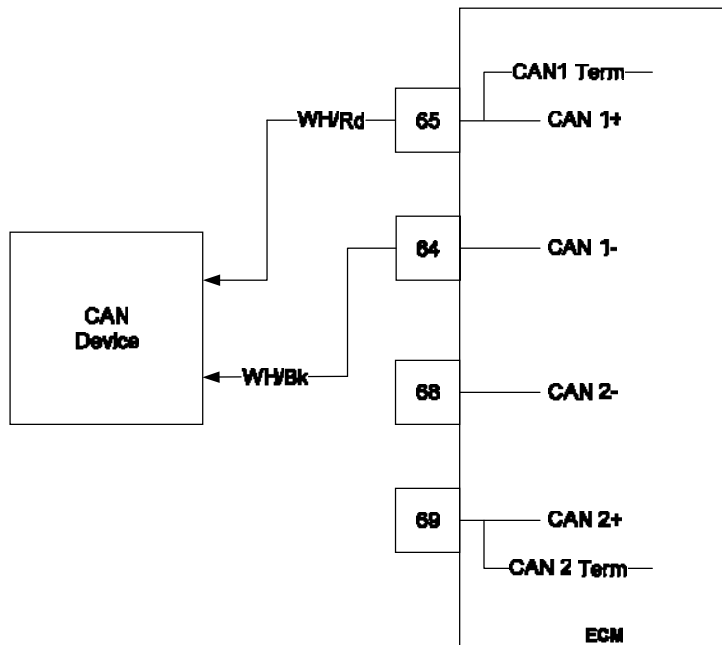 CAN1 Term
WH/Rd
65
CAN 1+
64
CAN 1-
CAN
Device
WH/Bk
68
CAN 2-
69
CAN 2+
CAN 2 Term
ECM